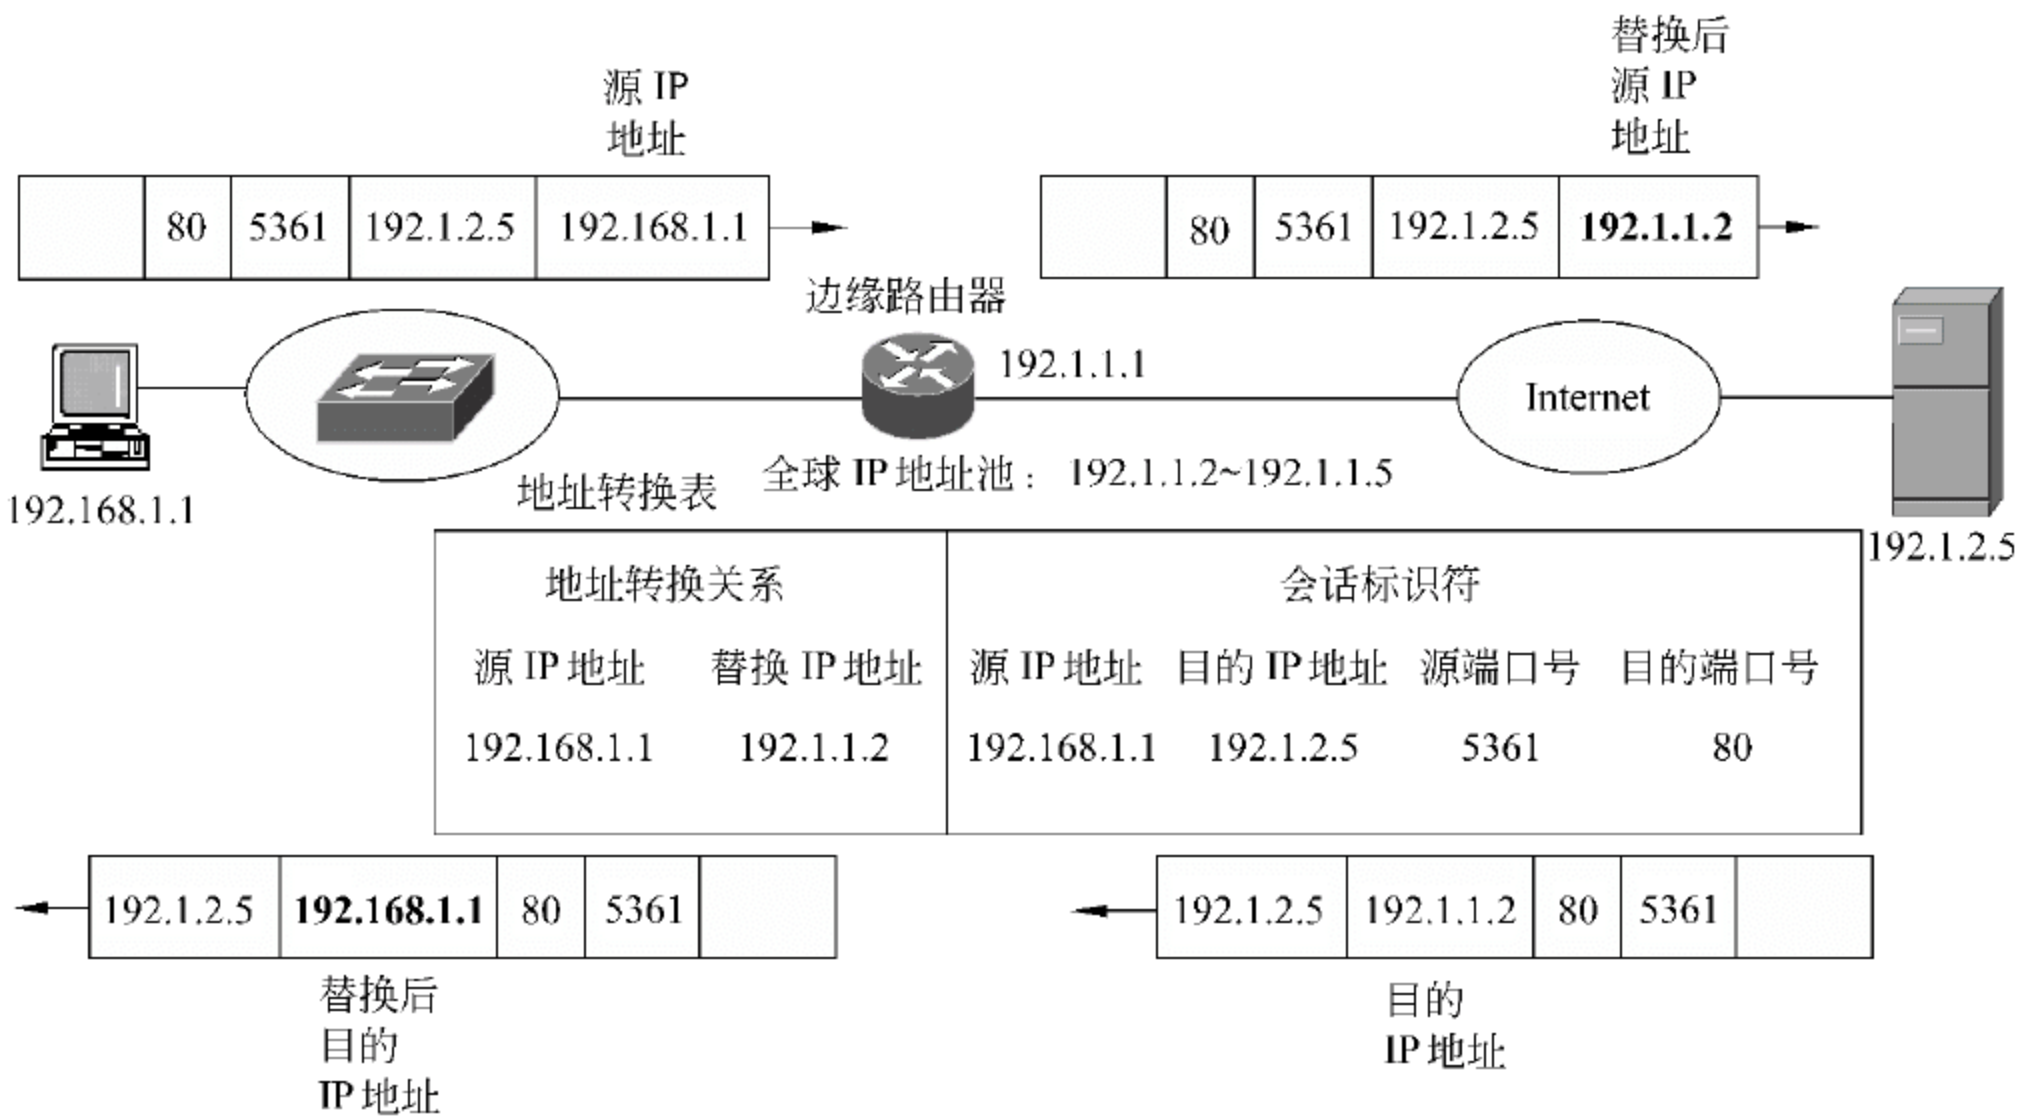 源 IP
地址
替换后
源 IP
地址
80 5361 192.1.2.5 192.168.1.1
80 5361 192.1.2.5 192.1.1.2
边缘路由器
192.1.1.1
Internet
192.168.1.1
地址转换表
全球 IP 地址池： 192.1.1.2~192.1.1.5
192.1.2.5
地址转换关系 会话标识符
源 IP 地址 替换 IP 地址 源 IP 地址 目的 IP 地址 源端口号 目的端口号
192.168.1.1 192.1.1.2 192.168.1.1 192.1.2.5 5361 80
192.1.2.5 192.168.1.1 80 5361
192.1.2.5 192.1.1.2 80 5361
替换后
目的
IP 地址
目的
IP 地址